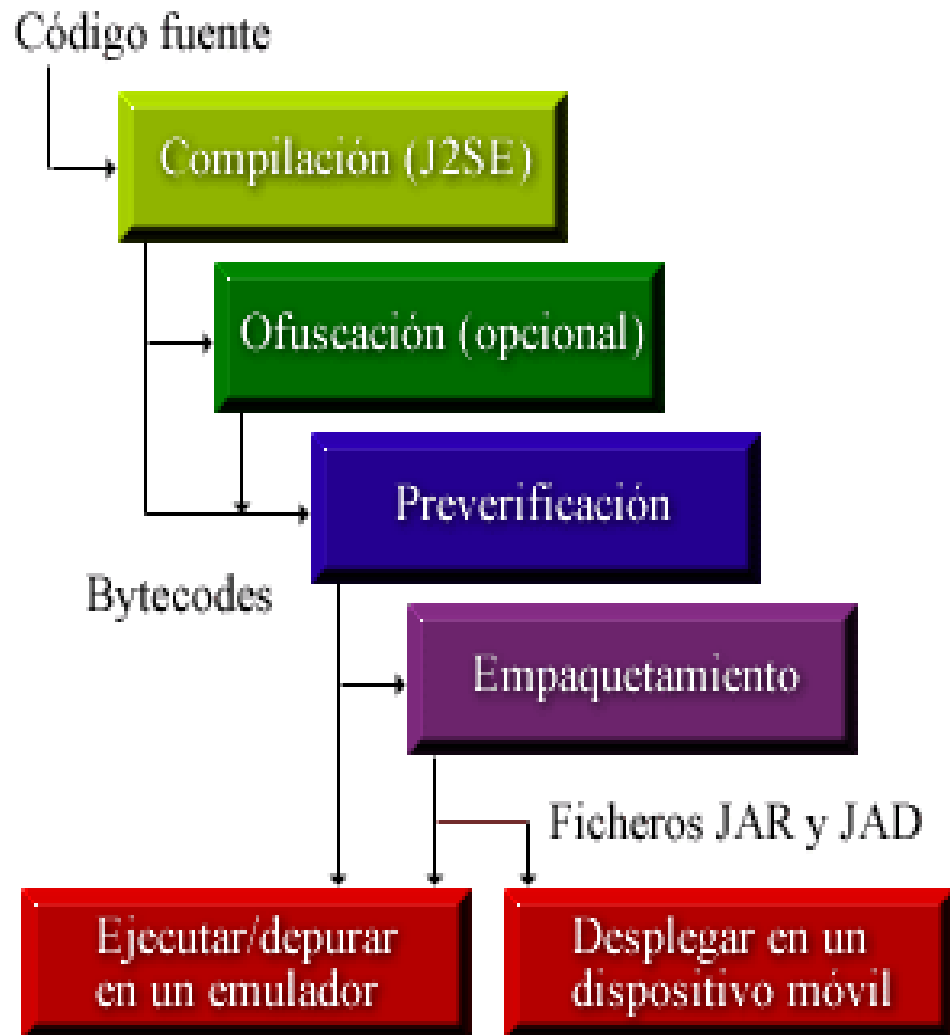 Código fuente
Compilación (J2SE)
Ofuscación (opcional)
Preverificación
Bytecodes
Empaquetamiento
Ficheros JAR y JAD
Ejecutar/depurar
en un emulador
Desplegar en un
dispositivo móvil